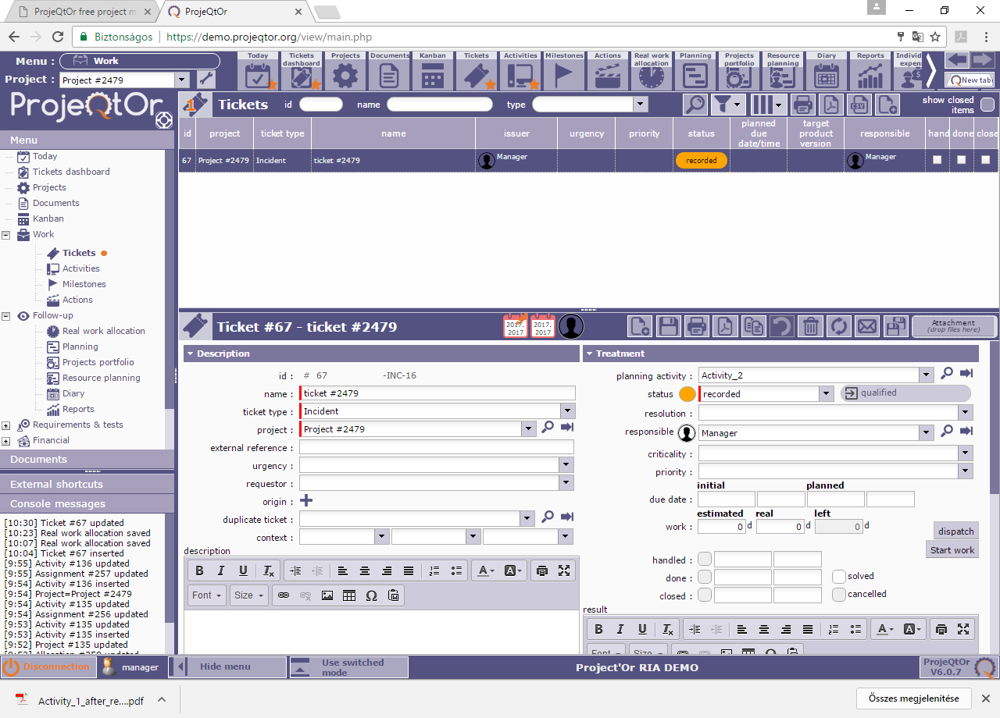 ProjeQtOr free project m
ProjeQtOr
Biztonságos
https://demo.projeqtor.org/view/main.php
Menu :
Work
Project :
Project #2479
Today
Tickets dashboard
Projects
Documents
Kanban
Tickets
Activities
Milestones
Actions
Real work allocation
Planning
Projects portfolio
Resource planning
Diary
Reports
Individ expen
New tab
ProjeQtOr
Tickets
id
name
type
show closed items
Menu
Today
Tickets dashboard
Projects
Documents
Kanban
Work
Tickets
Activities
Milestones
Actions
Follow-up
Real work allocation
Planning
Projects portfolio
Resource planning
Diary
Reports
Requirements & tests
Financial
Documents
External shortcuts
Console messages
[10:30] Ticket #67 updated
[10:23] Real work allocation saved
[10:07] Real work allocation saved
[10:04] Ticket #67 inserted
[9:55] Activity #136 updated
[9:55] Assignment #257 updated
[9:54] Activity #136 inserted
[9:54] Project=Project #2479
[9:54] Activity #135 updated
[9:54] Assignment #256 updated
[9:53] Activity #135 updated
[9:53] Activity #135 inserted
[9:52] Project #135 updated
id project ticket type name issuer urgency priority status planned due date/time target product version responsible hand done close
67 Project #2479 Incident ticket #2479 Manager recorded Manager
Ticket #67 - ticket #2479
2017. 2017
2017. 2017
Attachment
(drop files here)
Description
id : # 67 -INC-16
name : ticket #2479
ticket type : Incident
project : Project #2479
external reference :
urgency :
requestor :
origin :
duplicate ticket :
context :
description
B I U Ix
Font Size
Treatment
planning activity : Activity_2
status recorded qualified
resolution :
responsible Manager
criticality :
priority :
initial planned
due date :
estimated real left
work : 0 d 0 d 0 d
dispatch
Start work
handled :
done : solved
closed : cancelled
result
B I U Ix
Font Size
Disconnection
manager
Hide menu
Use switched mode
Project'Or RIA DEMO
ProjeQtOr
V6.0.7
Activity_1_after_re....pdf
Összes megjelenítése